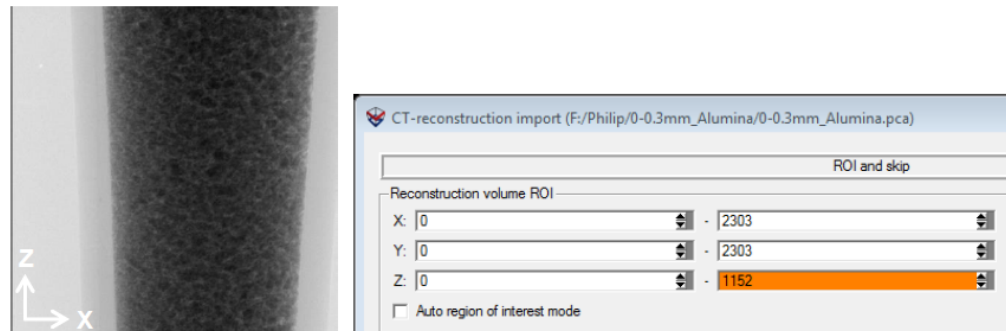 Z
X
CT-reconstruction import (F:/Philip/0-0.3mm_Alumina/0-0.3mm_Alumina.pca)
ROI and skip
Reconstruction volume ROI
X: 0 - 2303
Y: 0 - 2303
Z: 0 - 1152
Auto region of interest mode